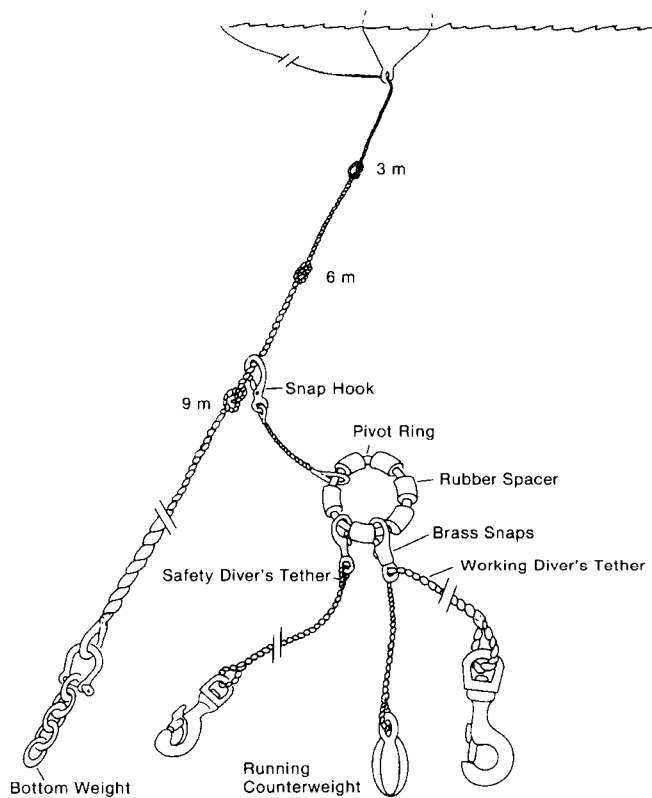 3 m
6 m
9 m
Snap Hook
Pivot Ring
Rubber Spacer
Brass Snaps
Safety Diver's Tether
Working Diver's Tether
Bottom Weight
Running
Counterweight